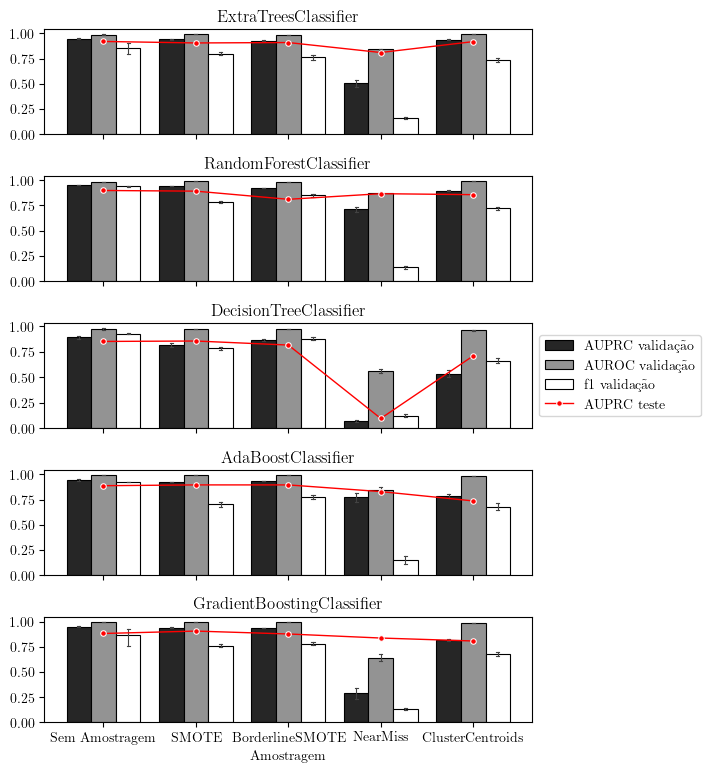 ExtraTreesClassifier
1.00
0.75
0.50
0.25
0.00
RandomForestClassifier
1.00
0.75
0.50
0.25
0.00
DecisionTreeClassifier
1.00
0.75
0.50
0.25
0.00
AUPRC validação
AUROC validação
f1 validação
AUPRC teste
AdaBoostClassifier
1.00
0.75
0.50
0.25
0.00
GradientBoostingClassifier
1.00
0.75
0.50
0.25
0.00
Sem Amostragem SMOTE BorderlineSMOTE NearMiss ClusterCentroids
Amostragem